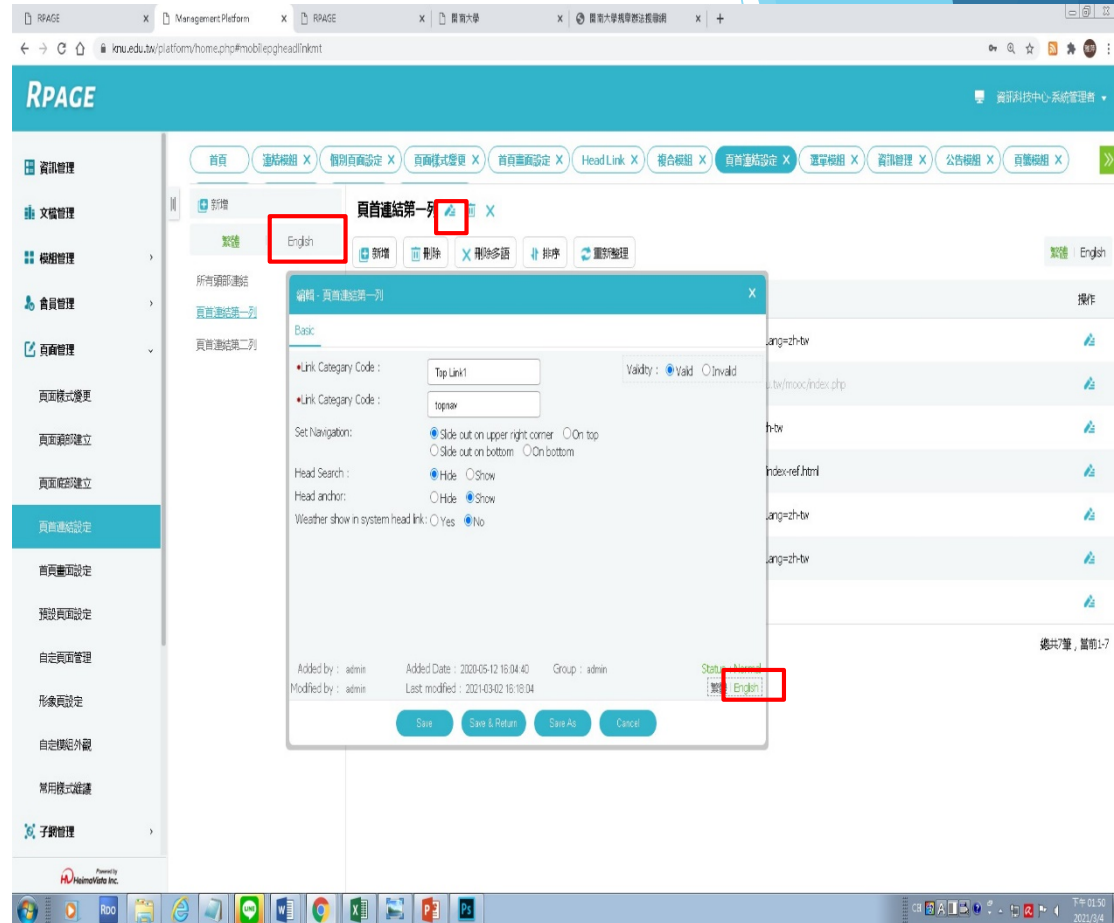 RPAGE
Management Platform
RPAGE
開南大學
開南大學規章辦法搜尋網
knu.edu.tw/platform/home.php#mobilepgheadlinkmt
RPAGE
資訊科技中心-系統管理者
資訊管理
文檔管理
模組管理
會員管理
頁面管理
頁面樣式變更
頁面頭部建立
頁面底部建立
頁首連結設定
首頁畫面設定
預設頁面設定
自定頁面管理
形象頁設定
自定模組外觀
常用樣式維護
子網管理
Powered by
HeimaVista Inc.
首頁
連結模組 X
個別頁面設定 X
頁面樣式變更 X
首頁畫面設定 X
Head Link X
複合模組 X
頁首連結設定 X
選單模組 X
資訊管理 X
公告模組 X
頁籤模組 X
新增
繁體 English
所有頭部連結
頁首連結第一列
頁首連結第二列
頁首連結第一列
新增 刪除 X 刪除多語 排序 重新整理
繁體 | English
操作
Lang=zh-tw
u.tw/mooc/index.php
h-tw
index-ref.html
Lang=zh-tw
Lang=zh-tw
總共7筆 , 當前1-7
編輯 - 頁首連結第一列 X
Basic
•Link Category Code : Top Link1 Validity : Valid Invalid
•Link Category Code : topnav
Set Navigation: Slide out on upper right corner On top
Slide out on bottom On bottom
Head Search : Hide Show
Head anchor: Hide Show
Weather show in system head link : Yes No
Added by : admin Added Date : 2020-05-12 16:04:40 Group : admin Status : Normal
Modified by : admin Last modified : 2021-03-02 16:18:04 繁體 | English
Save Save & Return Save As Cancel
下午 01:50
2021/3/4